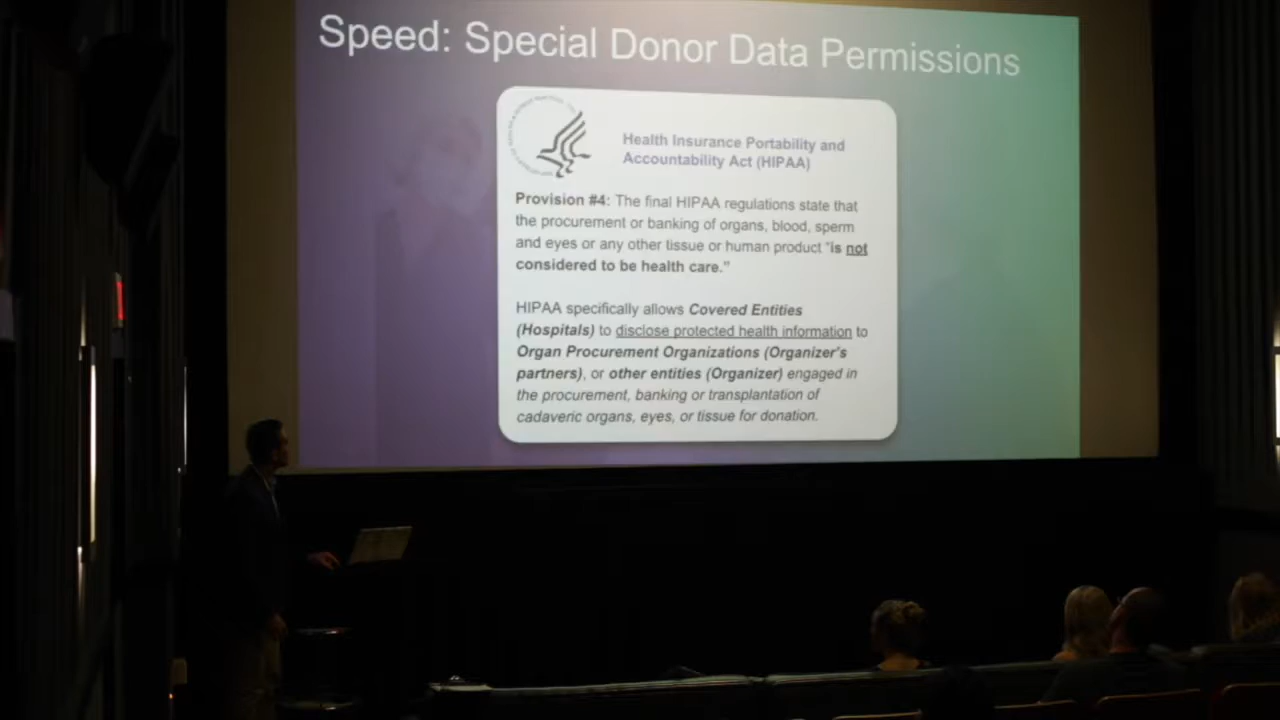 Speed: Special Donor Data Permissions
Health Insurance Portability and
Accountability Act (HIPAA)
Provision #4: The final HIPAA regulations state that
the procurement or banking of organs, blood, sperm
and eyes or any other tissue or human product "is not
considered to be health care."
HIPAA specifically allows Covered Entities
(Hospitals) to disclose protected health information to
Organ Procurement Organizations (Organizer's
partners), or other entities (Organizer) engaged in
the procurement, banking or transplantation of
cadaveric organs, eyes, or tissue for donation.